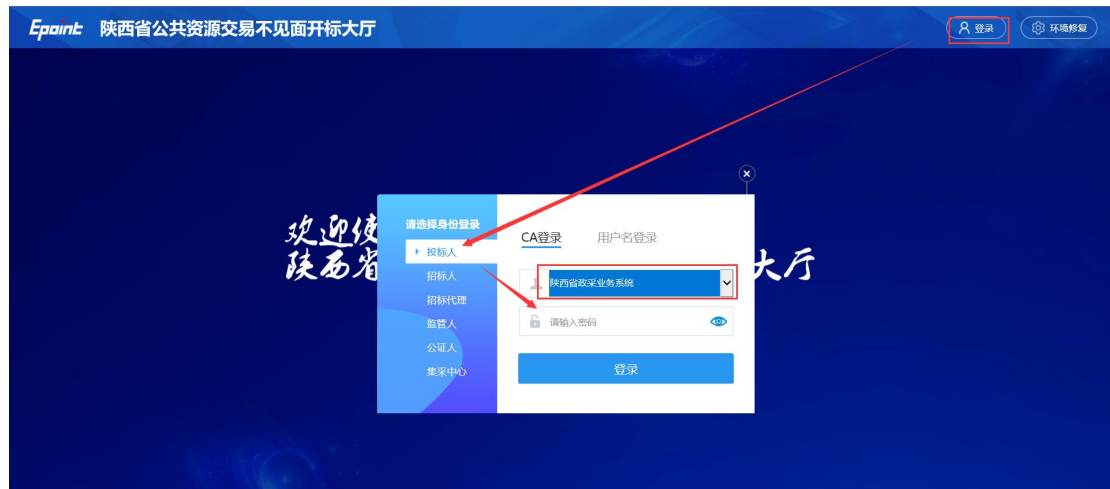 Epoint 陕西省公共资源交易不见面开标大厅
登录
环境修复
欢迎使
陕西省
大厅
请选择身份登录
投标人
招标人
招标代理
监管人
公证人
集采中心
CA登录 用户名登录
陕西省政采业务系统
请输入密码
登录